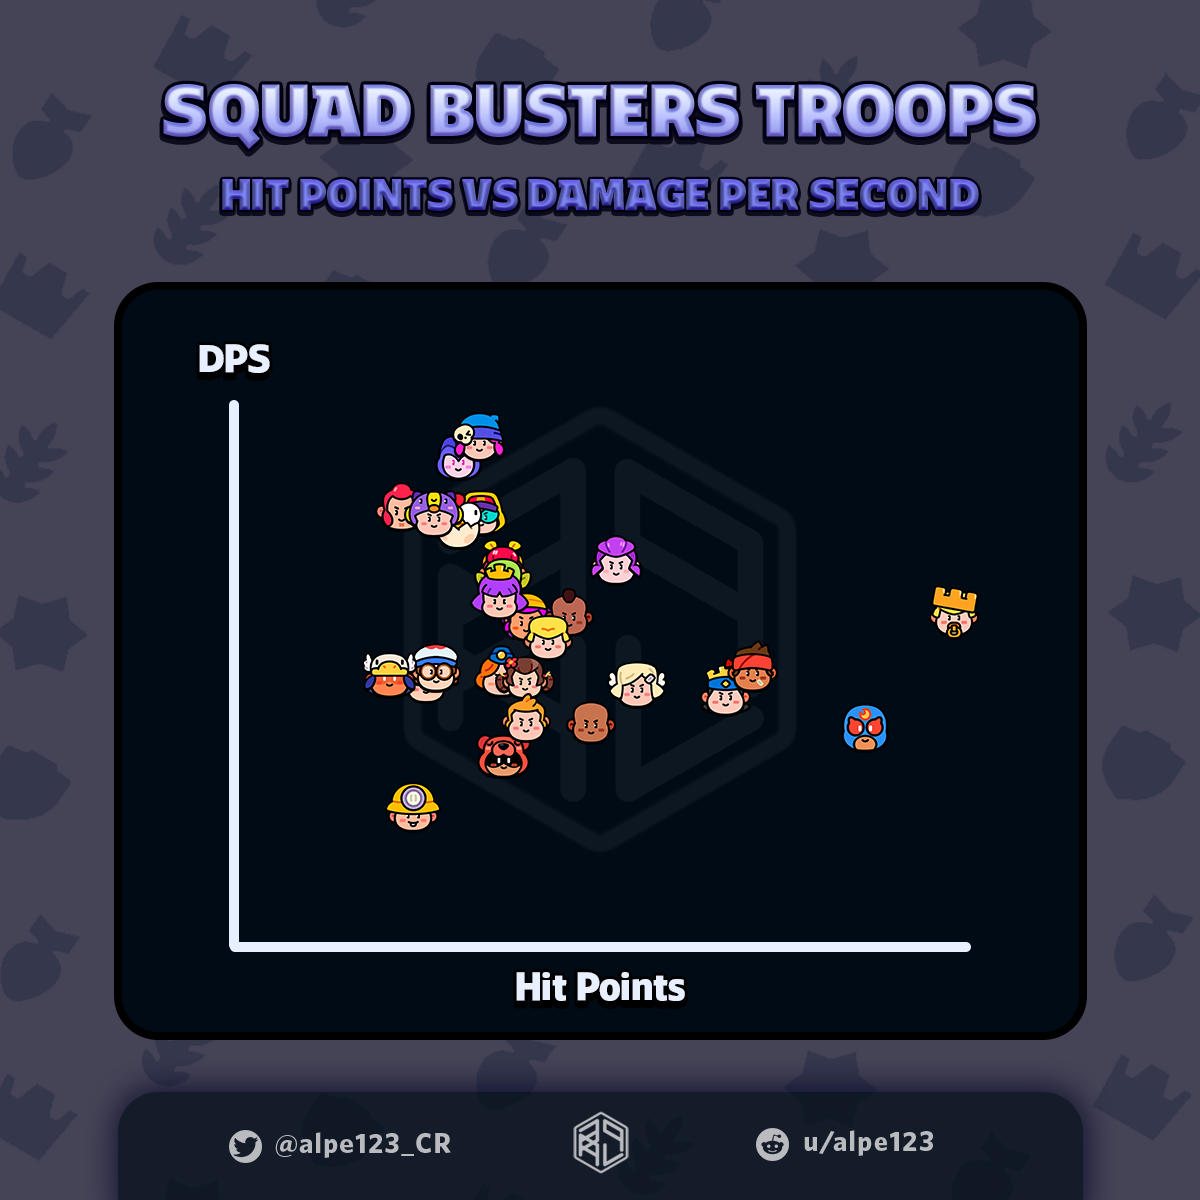 SQUAD BUSTERS TROOPS
HIT POINTS VS DAMAGE PER SECOND
DPS
Hit Points
@alpe123_CR
u/alpe123